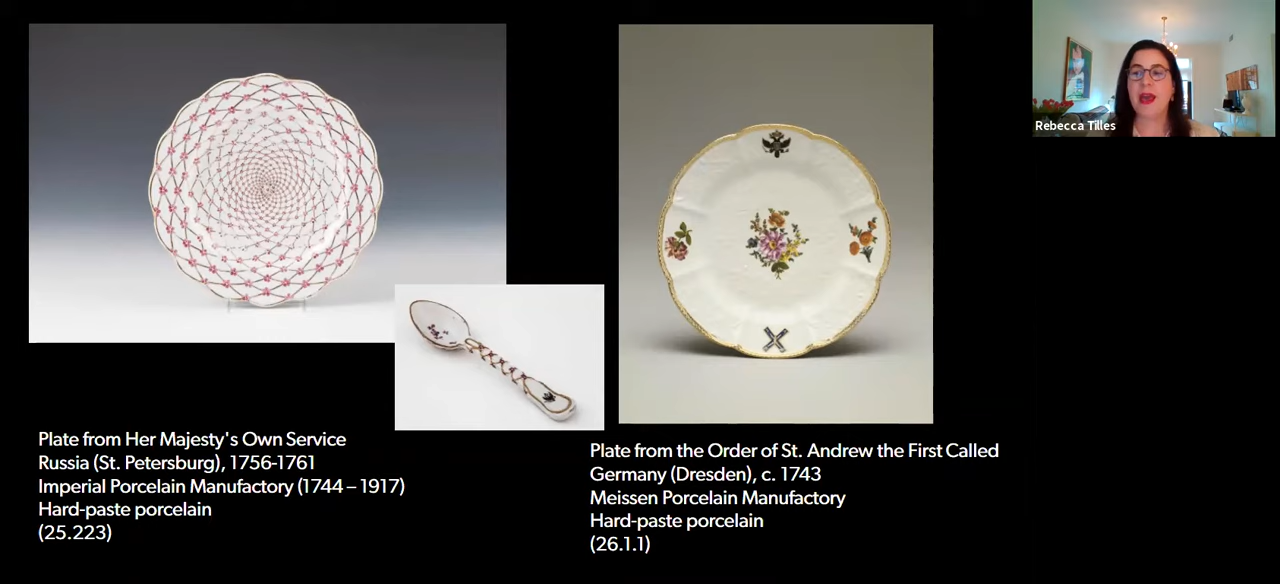 Rebecca Tilles
Plate from Her Majesty's Own Service
Russia (St. Petersburg), 1756-1761
Imperial Porcelain Manufactory (1744 – 1917)
Hard-paste porcelain
(25.223)
Plate from the Order of St. Andrew the First Called
Germany (Dresden), c. 1743
Meissen Porcelain Manufactory
Hard-paste porcelain
(26.1.1)